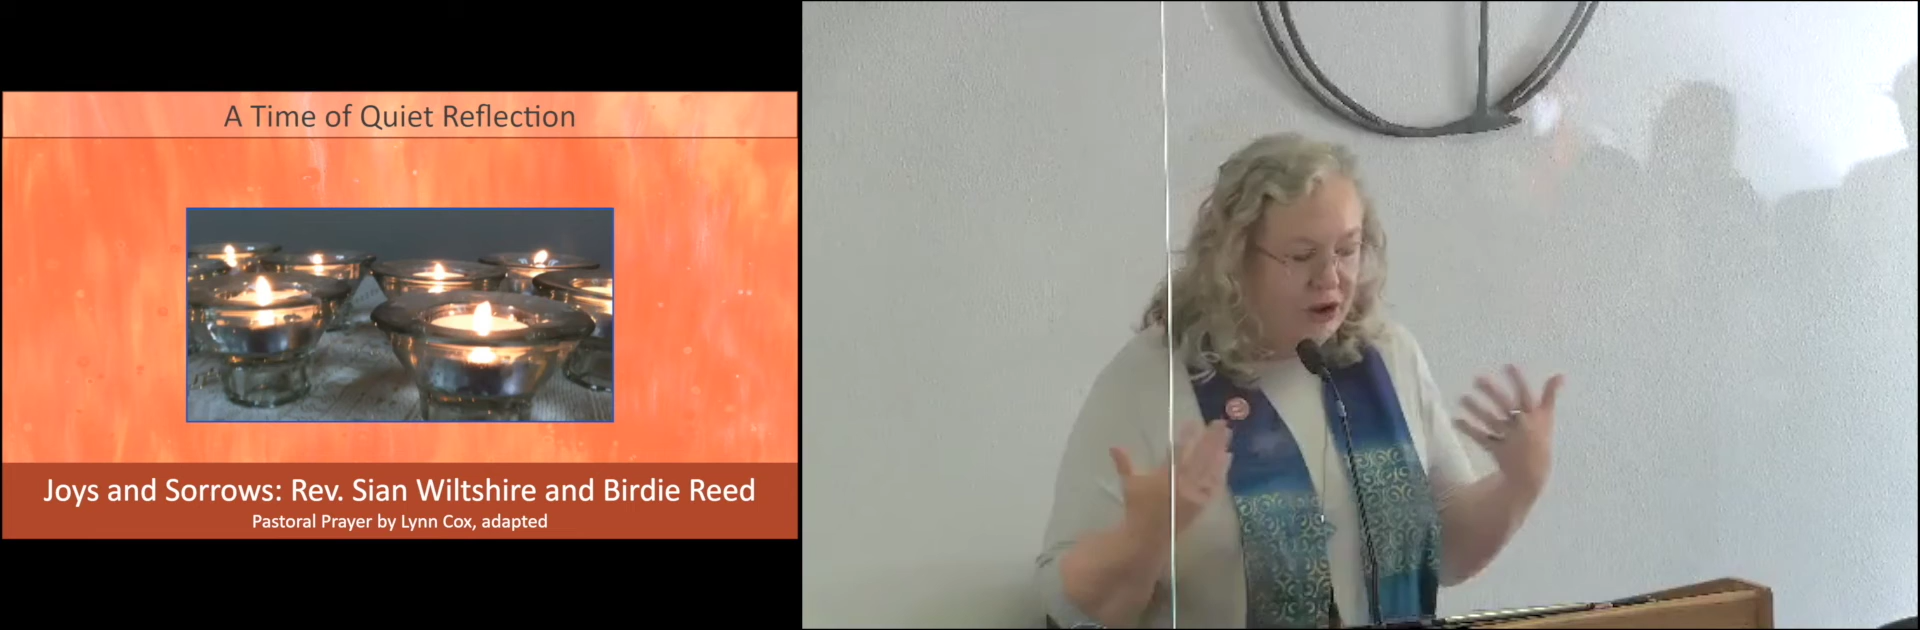 A Time of Quiet Reflection
Joys and Sorrows: Rev. Sian Wiltshire and Birdie Reed
Pastoral Prayer by Lynn Cox, adapted